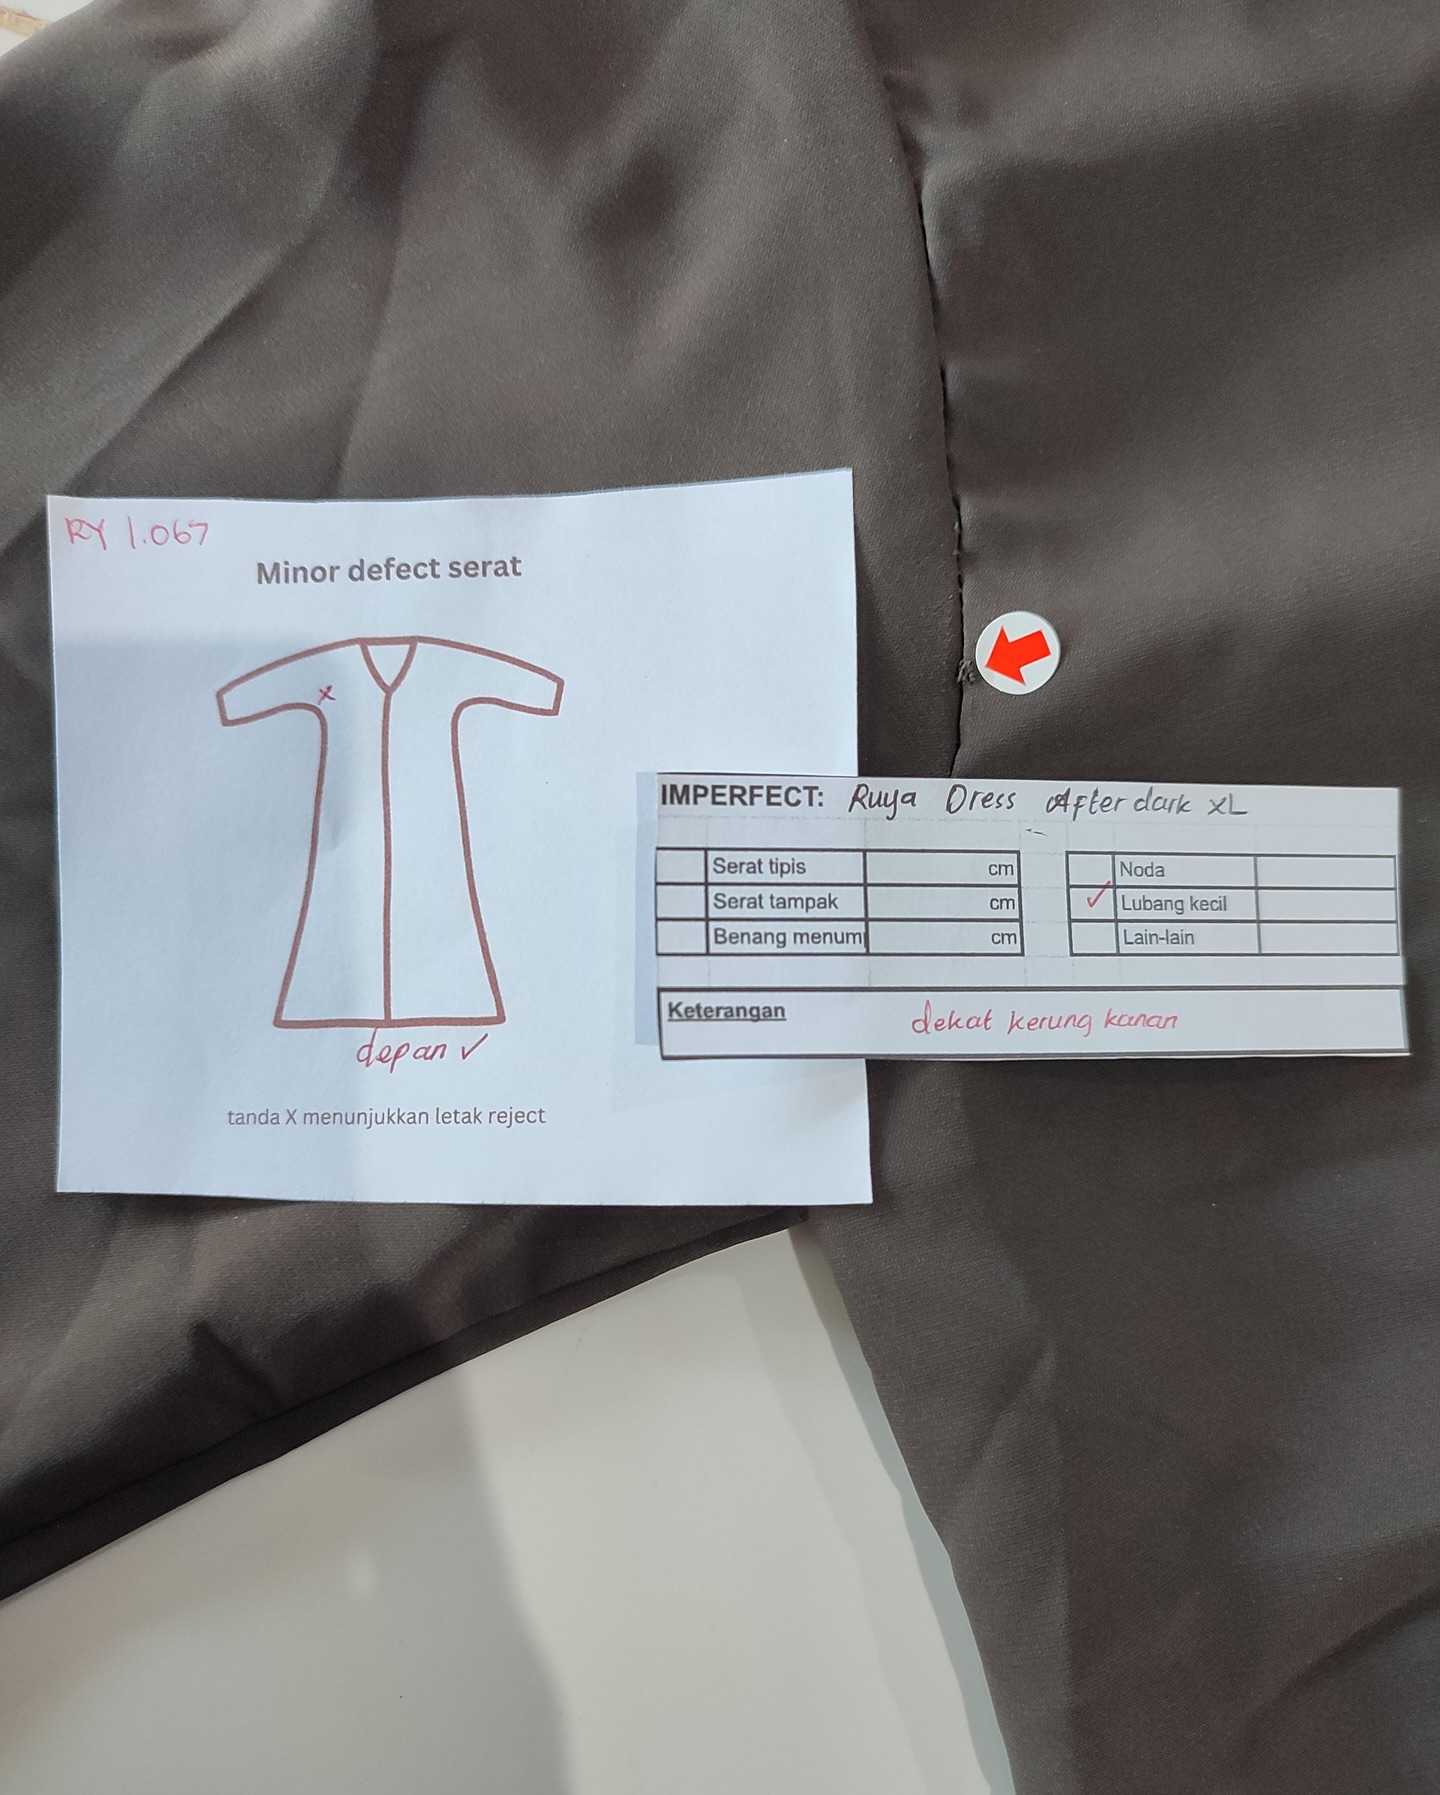 RY 1.067
Minor defect serat
x
depan ✓
tanda X menunjukkan letak reject
IMPERFECT: Ruya Dress After dark XL
Serat tipis cm
Serat tampak cm
Benang menum cm
Noda
✓ Lubang kecil
Lain-lain
Keterangan dekat kerung kanan